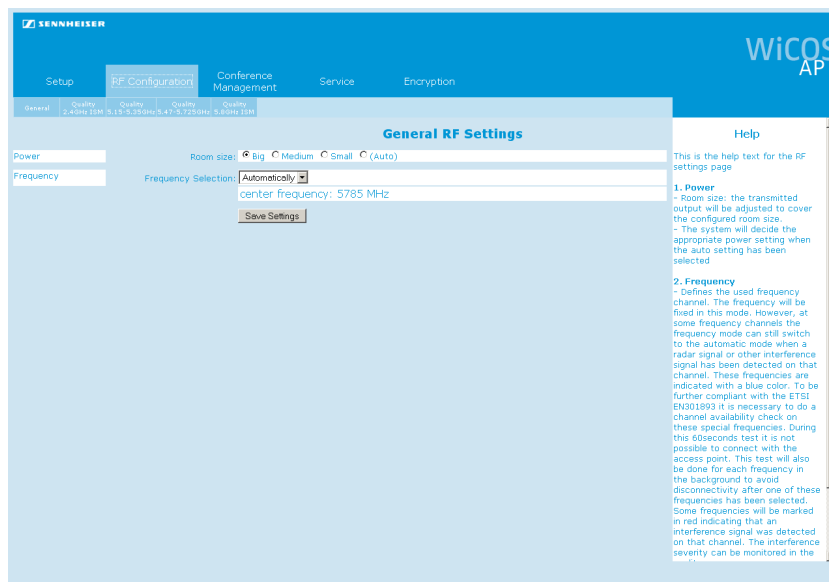 SENNHEISER
WiCOS
AP
Setup
RF Configuration
Conference
Management
Service
Encryption
General
Quality
2.4GHz ISM
Quality
5.15-5.35GHz
Quality
5.47-5.725GHz
Quality
5.8GHz ISM
General RF Settings
Power
Room size: Big Medium Small (Auto)
Frequency
Frequency Selection: Automatically
center frequency: 5785 MHz
Save Settings
Help
This is the help text for the RF
settings page
1. Power
- Room size: the transmitted
output will be adjusted to cover
the configured room size.
- The system will decide the
appropriate power setting when
the auto setting has been
selected
2. Frequency
- Defines the used frequency
channel. The frequency will be
fixed in this mode. However, at
some frequency channels the
frequency mode can still switch
to the automatic mode when a
radar signal or other interference
signal has been detected on that
channel. These frequencies are
indicated with a blue color. To be
further compliant with the ETSI
EN301893 it is necessary to do a
channel availability check on
these special frequencies. During
this 60seconds test it is not
possible to connect with the
access point. This test will also
be done for each frequency in
the background to avoid
disconnectivity after one of these
frequencies has been selected.
Some frequencies will be marked
in red indicating that an
interference signal was detected
on that channel. The interference
severity can be monitored in the